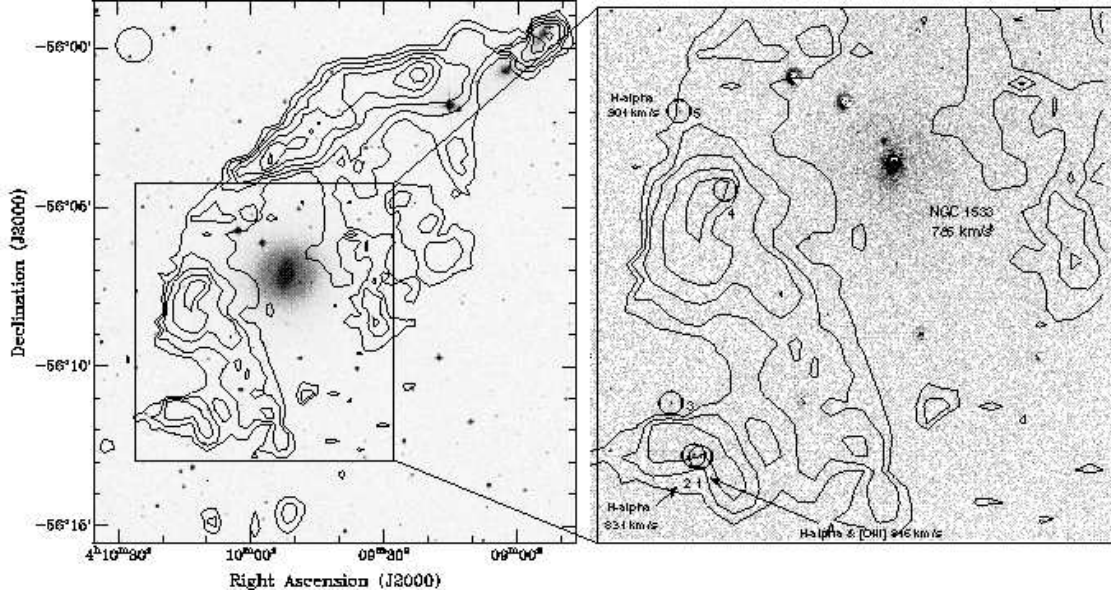 -56°00'
-56°05'
-56°10'
-56°15'
Declination (J2000)
4ʰ10ᵐ30ˢ
10ᵐ00ˢ
09ᵐ30ˢ
09ᵐ00ˢ
Right Ascension (J2000)
H-alpha
901 km/s
5
4
NGC 1533
785 km/s
3
2 1
H-alpha
831 km/s
H-alpha & [OIII] 846 km/s